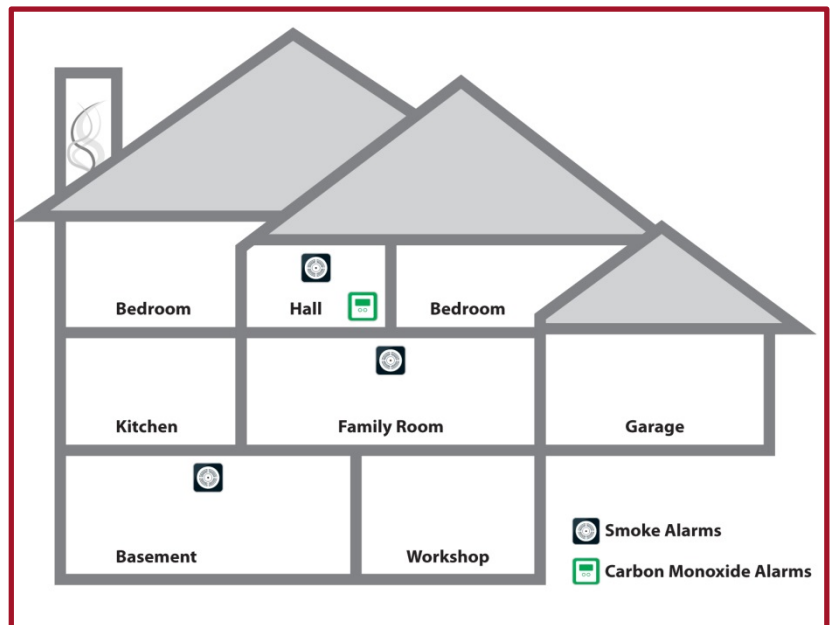 Bedroom
Hall
Bedroom
Kitchen
Family Room
Garage
Basement
Workshop
Smoke Alarms
Carbon Monoxide Alarms